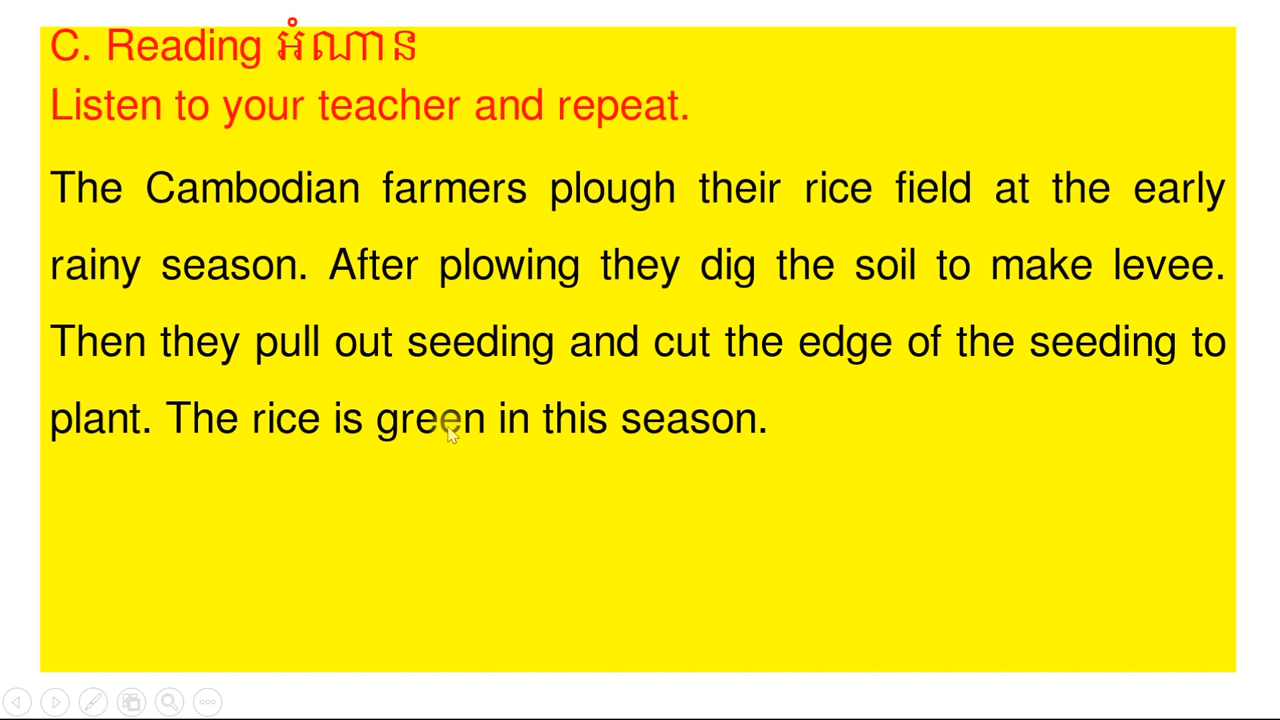 C. Reading អំណាន
Listen to your teacher and repeat.
The Cambodian farmers plough their rice field at the early
rainy season. After plowing they dig the soil to make levee.
Then they pull out seeding and cut the edge of the seeding to
plant. The rice is green in this season.